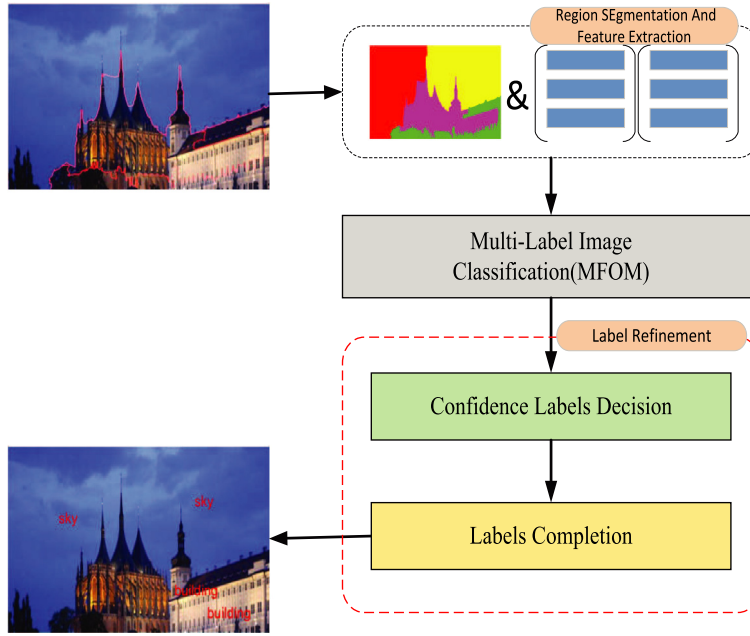 Region SEgmentation And
Feature Extraction
&
Multi-Label Image
Classification(MFOM)
Label Refinement
Confidence Labels Decision
Labels Completion
sky
sky
building
building